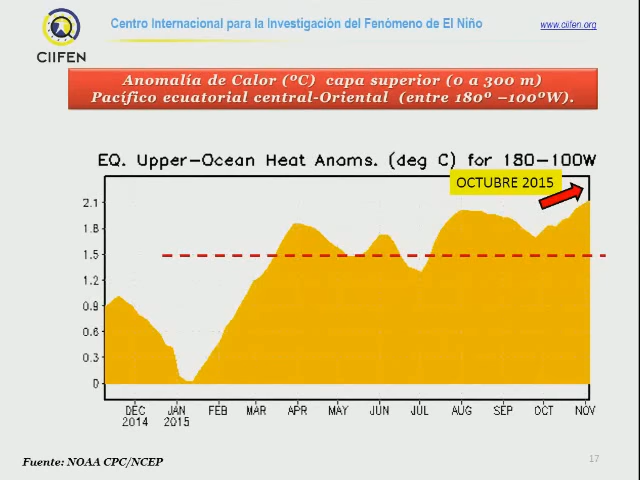 Centro Internacional para la Investigación del Fenómeno de El Niño
www.ciifen.org
CIIFEN
Anomalía de Calor (ºC) capa superior (0 a 300 m)
Pacífico ecuatorial central-Oriental (entre 180º –100ºW).
EQ. Upper-Ocean Heat Anoms. (deg C) for 180-100W
OCTUBRE 2015
2.1
1.8
1.5
1.2
0.9
0.6
0.3
0
DEC JAN FEB MAR APR MAY JUN JUL AUG SEP OCT NOV
2014 2015
Fuente: NOAA CPC/NCEP
17